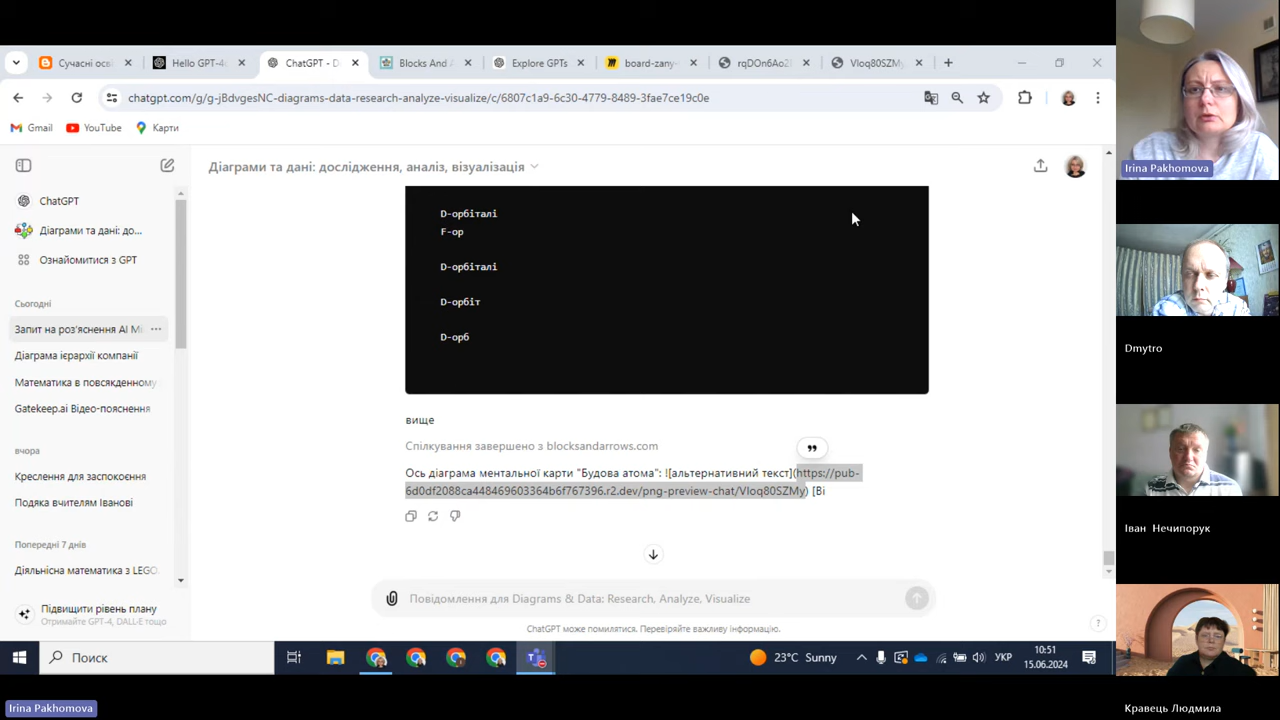 Сучасні осві
Hello GPT-4o
ChatGPT - D
Blocks And A
Explore GPTs
board-zany-
rqDOn6Ao2
Vloq80SZMy
chatgpt.com/g/g-jBdvgesNC-diagrams-data-research-analyze-visualize/c/6807c1a9-6c30-4779-8489-3fae7ce19c0e
Gmail
YouTube
Карти
Діаграми та дані: дослідження, аналіз, візуалізація
ChatGPT
Діаграми та дані: до...
Ознайомитися з GPT
Сьогодні
Запит на роз'яснення AI М
Діаграма ієрархії компанії
Математика в повсякденному
Gatekeep.ai Відео-пояснення
вчора
Креслення для заспокоєння
Подяка вчителям Іванові
Попередні 7 днів
Діяльнісна математика з LEGO
Підвищити рівень плану
Отримайте GPT-4, DALL·E тощо
D-орбіталі
F-ор
D-орбіталі
D-орбіт
D-орб
вище
Спілкування завершено з blocksandarrows.com
Ось діаграма ментальної карти "Будова атома": ![альтернативний текст](https://pub-
6d0df2088ca448469603364b6f767396.r2.dev/png-preview-chat/Vloq80SZMy) [Ві
Повідомлення для Diagrams & Data: Research, Analyze, Visualize
ChatGPT може помилятися. Перевіряйте важливу інформацію.
?
Пошук
23°C Sunny
УКР
10:51
15.06.2024
Irina Pakhomova
Dmytro
Іван Нечипорук
Кравець Людмила
Irina Pakhomova